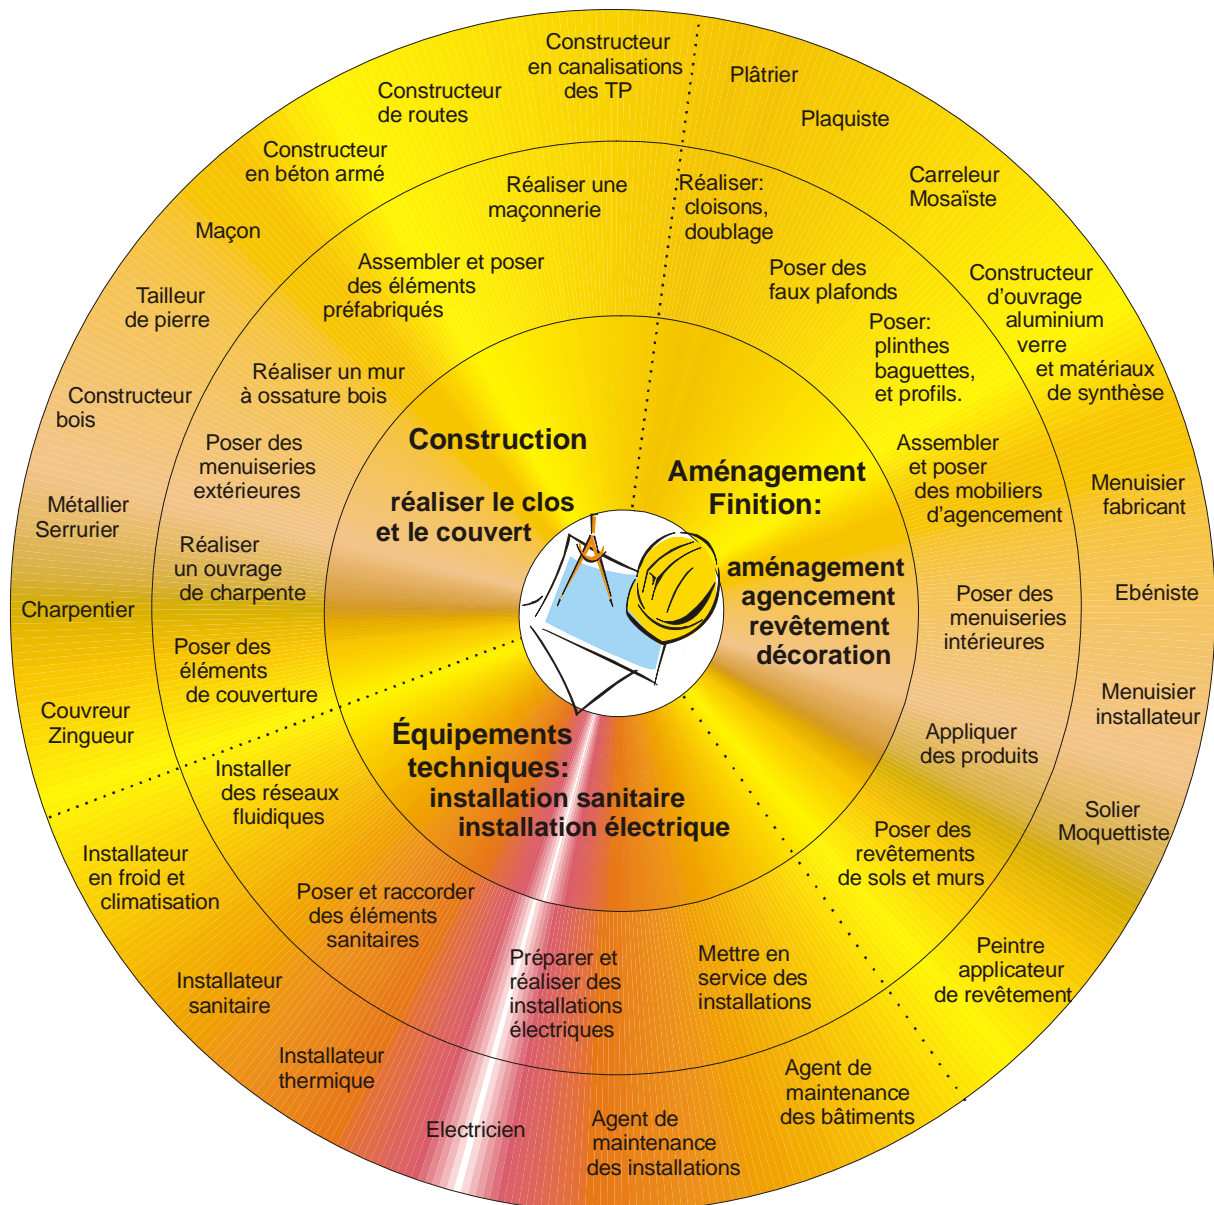 Constructeur
en canalisations
des TP
Constructeur
de routes
Constructeur
en béton armé
Maçon
Tailleur
de pierre
Constructeur
bois
Métallier
Serrurier
Charpentier
Couvreur
Zingueur
Plâtrier
Plaquiste
Carreleur
Mosaïste
Constructeur
d'ouvrage
aluminium
verre
et matériaux
de synthèse
Menuisier
fabricant
Ebéniste
Menuisier
installateur
Solier
Moquettiste
Peintre
applicateur
de revêtement
Réaliser une
maçonnerie
Assembler et poser
des éléments
préfabriqués
Réaliser un mur
à ossature bois
Poser des
menuiseries
extérieures
Réaliser
un ouvrage
de charpente
Poser des
éléments
de couverture
Réaliser:
cloisons,
doublage
Poser des
faux plafonds
Poser:
plinthes
baguettes,
et profils.
Assembler
et poser
des mobiliers
d'agencement
Poser des
menuiseries
intérieures
Appliquer
des produits
Poser des
revêtements
de sols et murs
Construction
réaliser le clos
et le couvert
Aménagement
Finition:
aménagement
agencement
revêtement
décoration
Équipements
techniques:
installation sanitaire
installation électrique
Installer
des réseaux
fluidiques
Poser et raccorder
des éléments
sanitaires
Préparer et
réaliser des
installations
électriques
Mettre en
service des
installations
Installateur
en froid et
climatisation
Installateur
sanitaire
Installateur
thermique
Electricien
Agent de
maintenance
des installations
Agent de
maintenance
des bâtiments